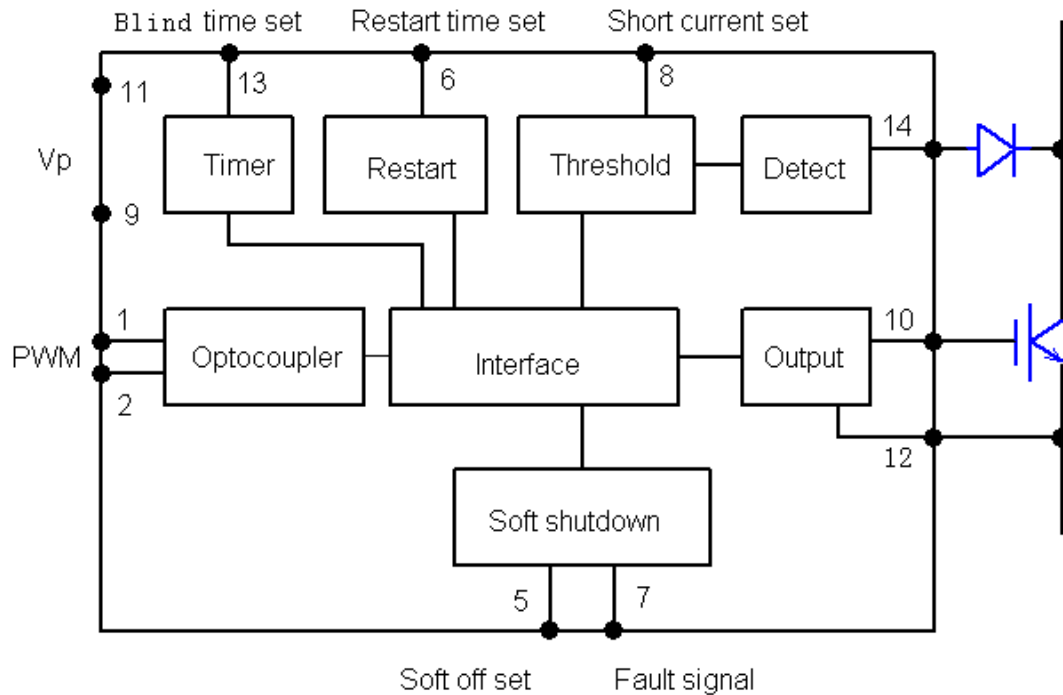 Blind time set
Restart time set
Short current set
11
13
6
8
14
Vp
Timer
Restart
Threshold
Detect
9
1
10
PWM
Optocoupler
Interface
Output
2
12
Soft shutdown
5
7
Soft off set
Fault signal